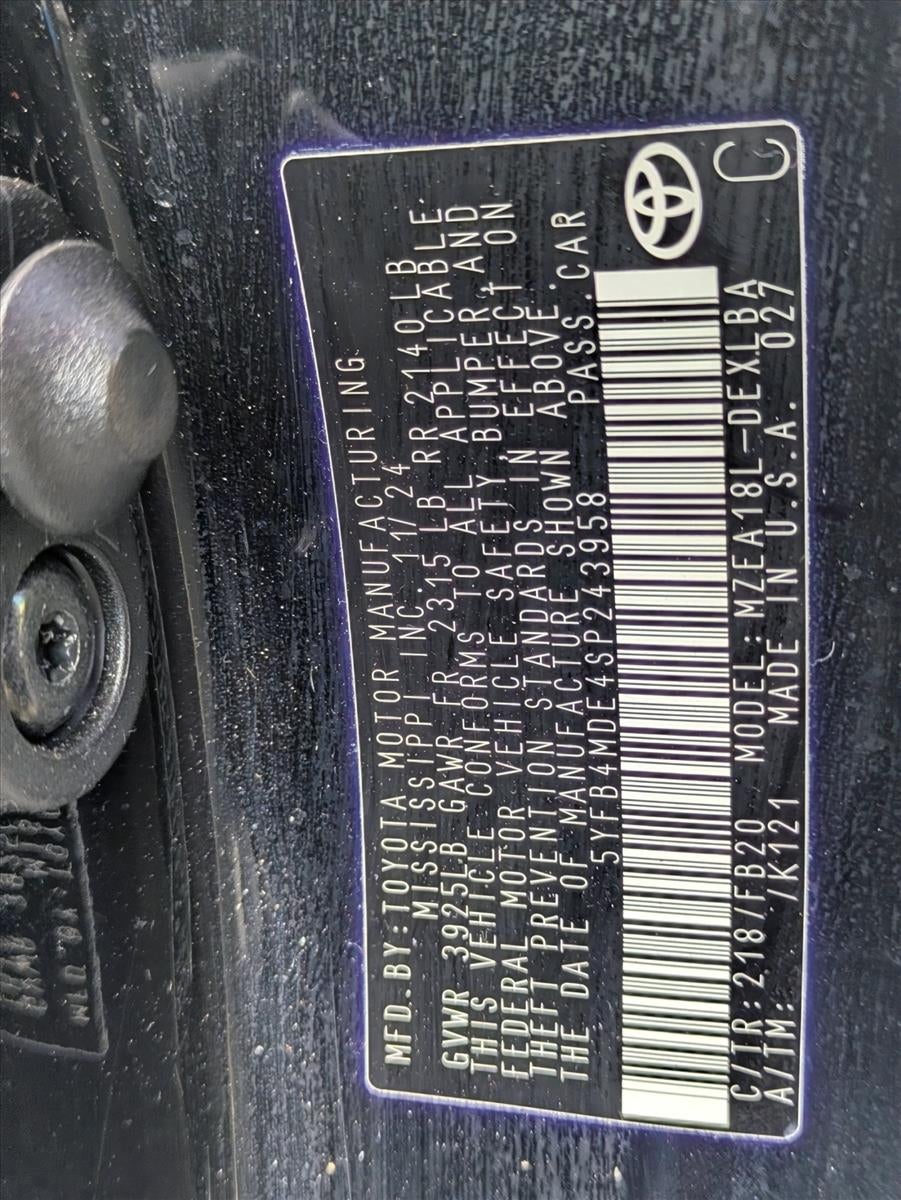 MFD.BY:TOYOTA MOTOR MANUFACTURING,
MISSISSIPPI INC. 11/24
GVWR 3925LB GAWR FR 2315 LB RR 2140LB
THIS VEHICLE CONFORMS TO ALL APPLICABLE
FEDERAL MOTOR VEHICLE SAFETY, BUMPER, AND
THEFT PREVENTION STANDARDS IN EFFECT ON
THE DATE OF MANUFACTURE SHOWN ABOVE.
5YFB4MDE4SP243958 PASS.CAR
C/TR:218/FB20 MODEL:MZEA18L-DEXLBA
A/TM: /K121 MADE IN U.S.A. 027
C